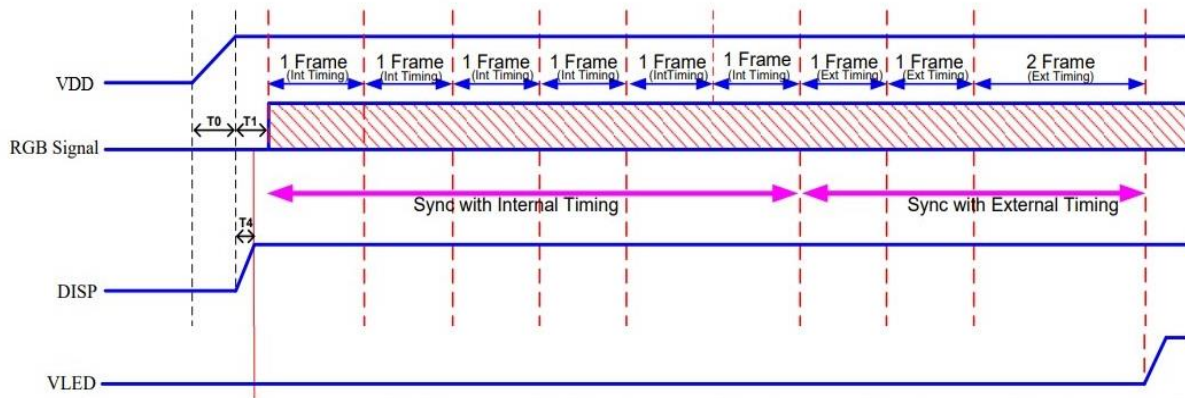 1 Frame
(Int Timing)
1 Frame
(Int Timing)
1 Frame
(Int Timing)
1 Frame
(Int Timing)
1 Frame
(IntTiming)
1 Frame
(Int Timing)
1 Frame
(Ext Timing)
1 Frame
(Ext Timing)
2 Frame
(Ext Timing)
VDD
T0
T1
RGB Signal
Sync with Internal Timing
Sync with External Timing
T4
DISP
VLED